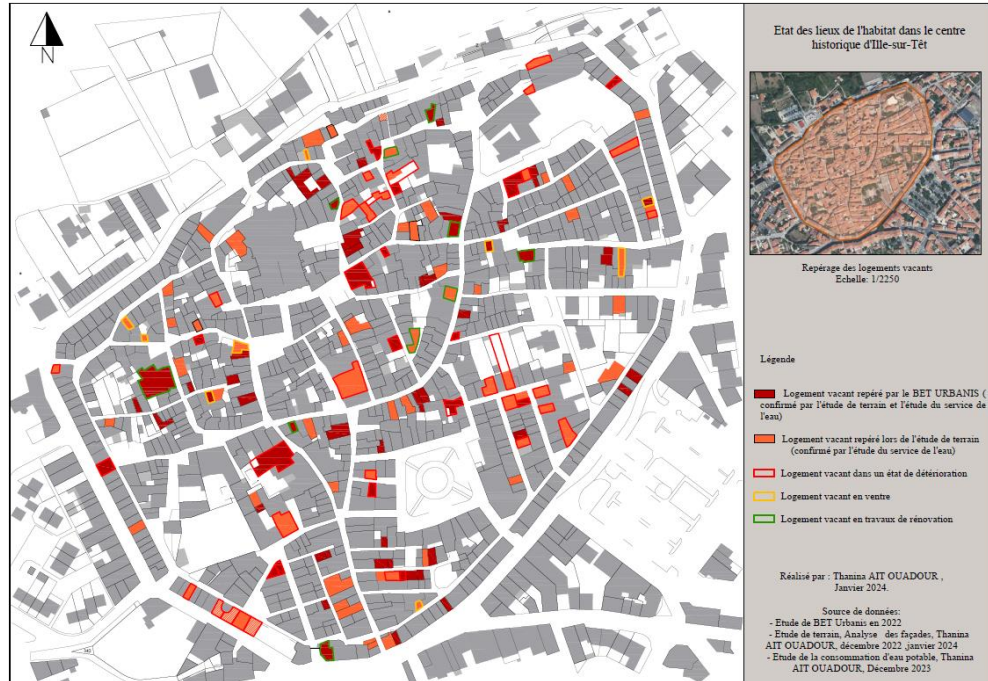 N
Etat des lieux de l'habitat dans le centre
historique d'Ille-sur-Têt
Repérage des logements vacants
Echelle: 1/2250
Légende
Logement vacant repéré par le BET URBANIS (
confirmé par l'étude de terrain et l'étude du service de
l'eau)
Logement vacant repéré lors de l'étude de terrain
(confirmé par l'étude du service de l'eau)
Logement vacant dans un état de détérioration
Logement vacant en ventre
Logement vacant en travaux de rénovation
Réalisé par : Thanina AIT OUADOUR ,
Janvier 2024.
Source de données:
- Etude de BET Urbanis en 2022
- Etude de terrain, Analyse des façades, Thanina
AIT OUADOUR, décembre 2022 ,janvier 2024
- Etude de la consommation d'eau potable, Thanina
AIT OUADOUR, Décembre 2023